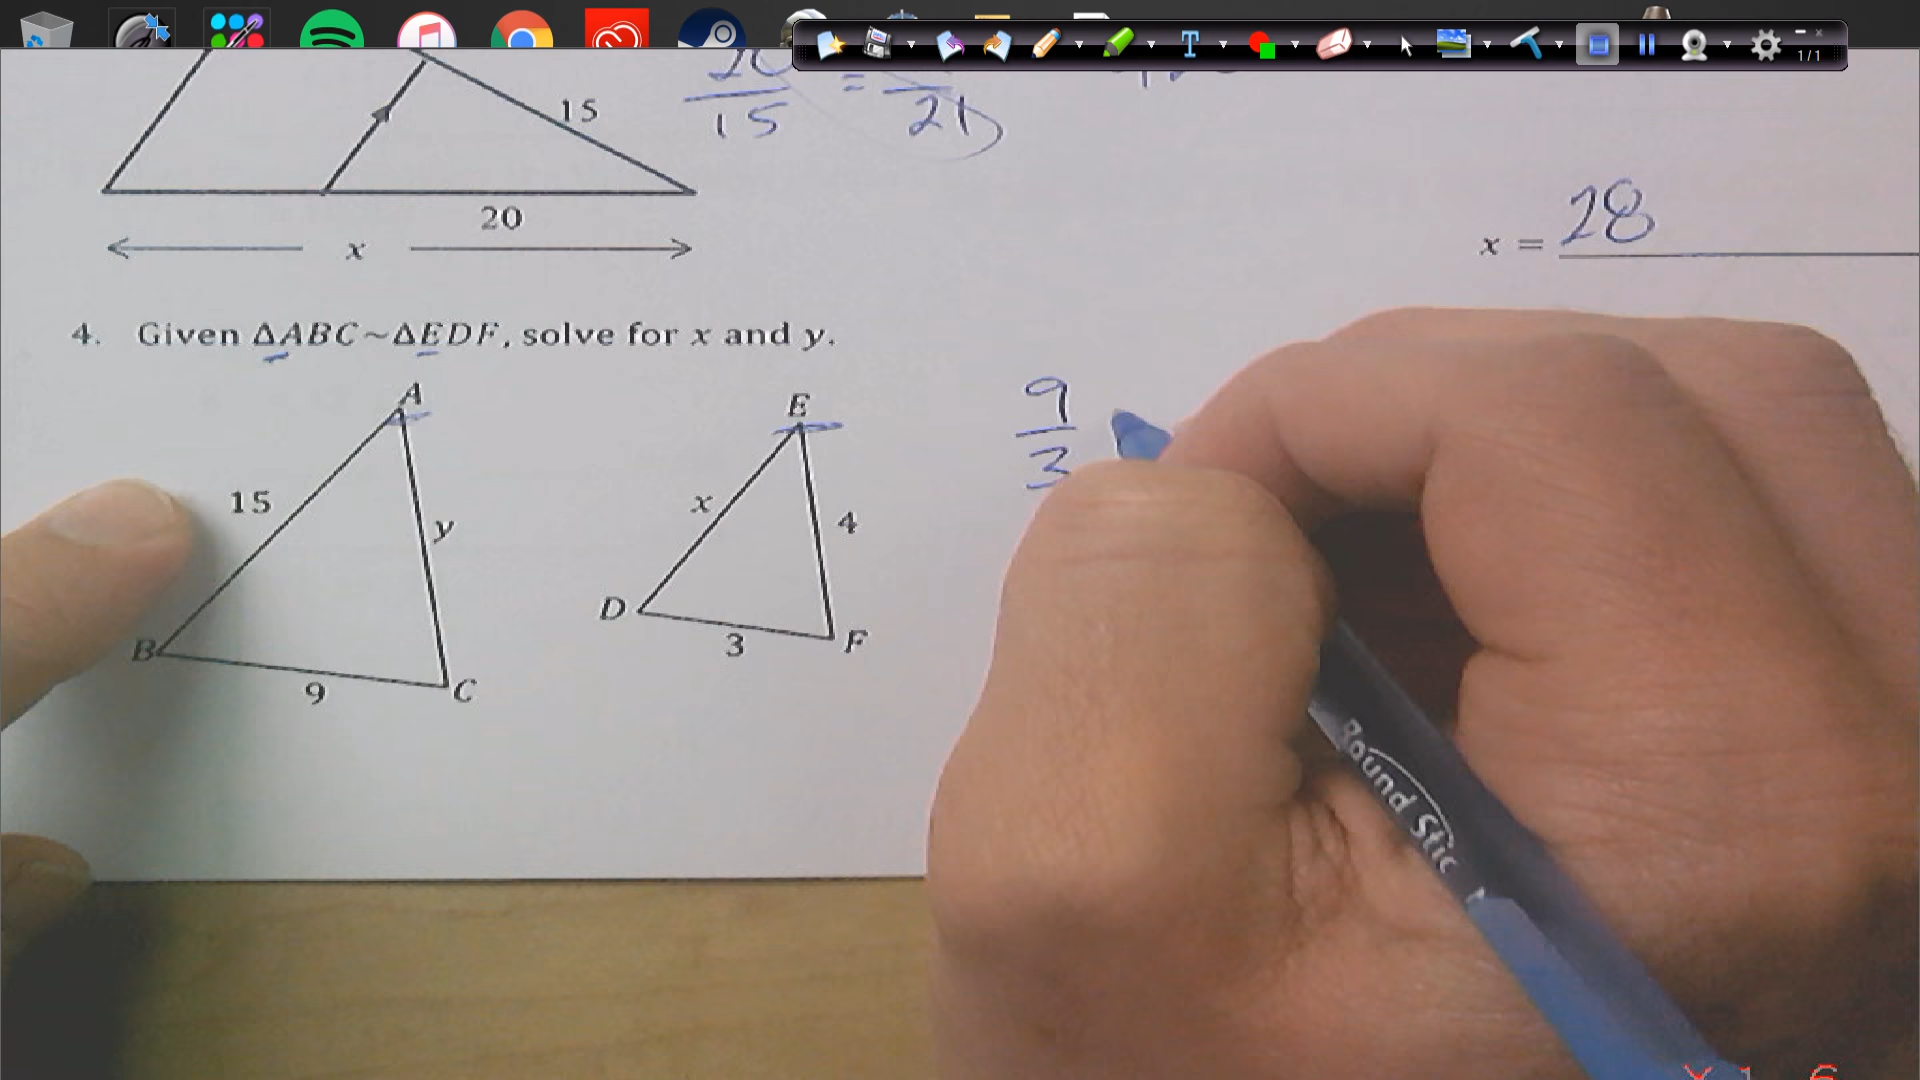 1/1
15
20
x
20/15 = /21
x = 28
4. Given ΔABC~ΔEDF, solve for x and y.
A
15
y
B
9
C
E
x
4
D
3
F
9/3
Round Stic